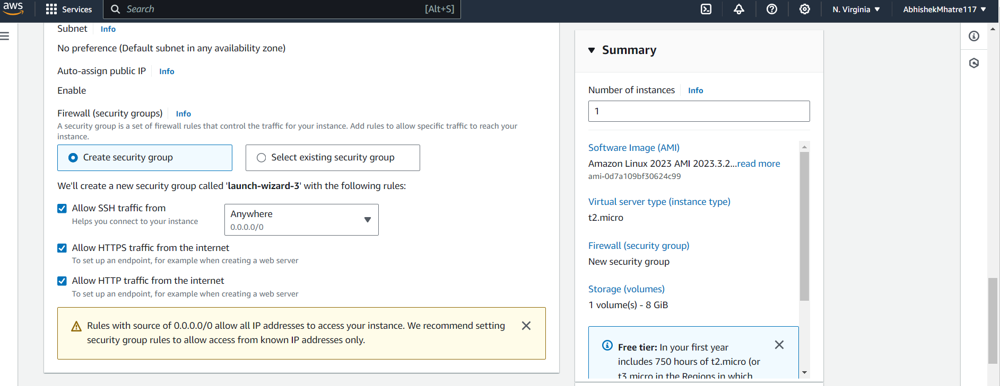 aws
Services
Search
[Alt+S]
N. Virginia
AbhishekMhatre117
Subnet
Info
No preference (Default subnet in any availability zone)
Auto-assign public IP
Info
Enable
Firewall (security groups)
Info
A security group is a set of firewall rules that control the traffic for your instance. Add rules to allow specific traffic to reach your
instance.
Create security group
Select existing security group
We'll create a new security group called 'launch-wizard-3' with the following rules:
Allow SSH traffic from
Helps you connect to your instance
Anywhere
0.0.0.0/0
Allow HTTPS traffic from the internet
To set up an endpoint, for example when creating a web server
Allow HTTP traffic from the internet
To set up an endpoint, for example when creating a web server
Rules with source of 0.0.0.0/0 allow all IP addresses to access your instance. We recommend setting
security group rules to allow access from known IP addresses only.
Summary
Number of instances
Info
1
Software Image (AMI)
Amazon Linux 2023 AMI 2023.3.2...read more
ami-0d7a109bf30624c99
Virtual server type (instance type)
t2.micro
Firewall (security group)
New security group
Storage (volumes)
1 volume(s) - 8 GiB
Free tier: In your first year
includes 750 hours of t2.micro (or
t3.micro in the Regions in which